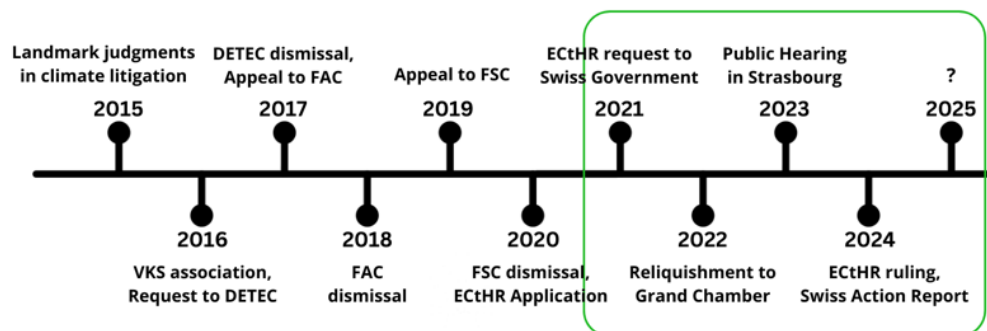 Landmark judgments
in climate litigation
2015
DETEC dismissal,
Appeal to FAC
2017
Appeal to FSC
2019
ECtHR request to
Swiss Government
2021
Public Hearing
in Strasbourg
2023
?
2025
2016
VKS association,
Request to DETEC
2018
FAC
dismissal
2020
FSC dismissal,
ECtHR Application
2022
Reliquishment to
Grand Chamber
2024
ECtHR ruling,
Swiss Action Report